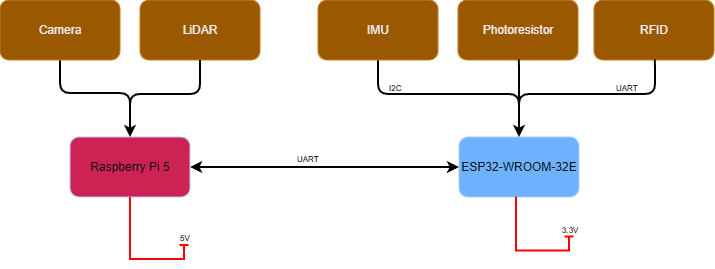 Camera
LiDAR
IMU
Photoresistor
RFID
I2C
UART
Raspberry Pi 5
UART
ESP32-WROOM-32E
5V
3.3V